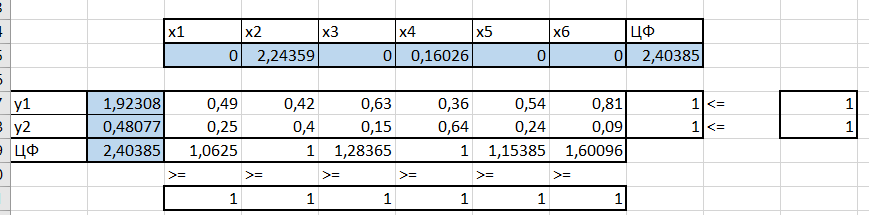 x1 x2 x3 x4 x5 x6 ЦФ
0 2,24359 0 0,16026 0 0 2,40385
y1 1,92308 0,49 0,42 0,63 0,36 0,54 0,81 1 <= 1
y2 0,48077 0,25 0,4 0,15 0,64 0,24 0,09 1 <= 1
ЦФ 2,40385 1,0625 1 1,28365 1 1,15385 1,60096
>= >= >= >= >= >=
1 1 1 1 1 1